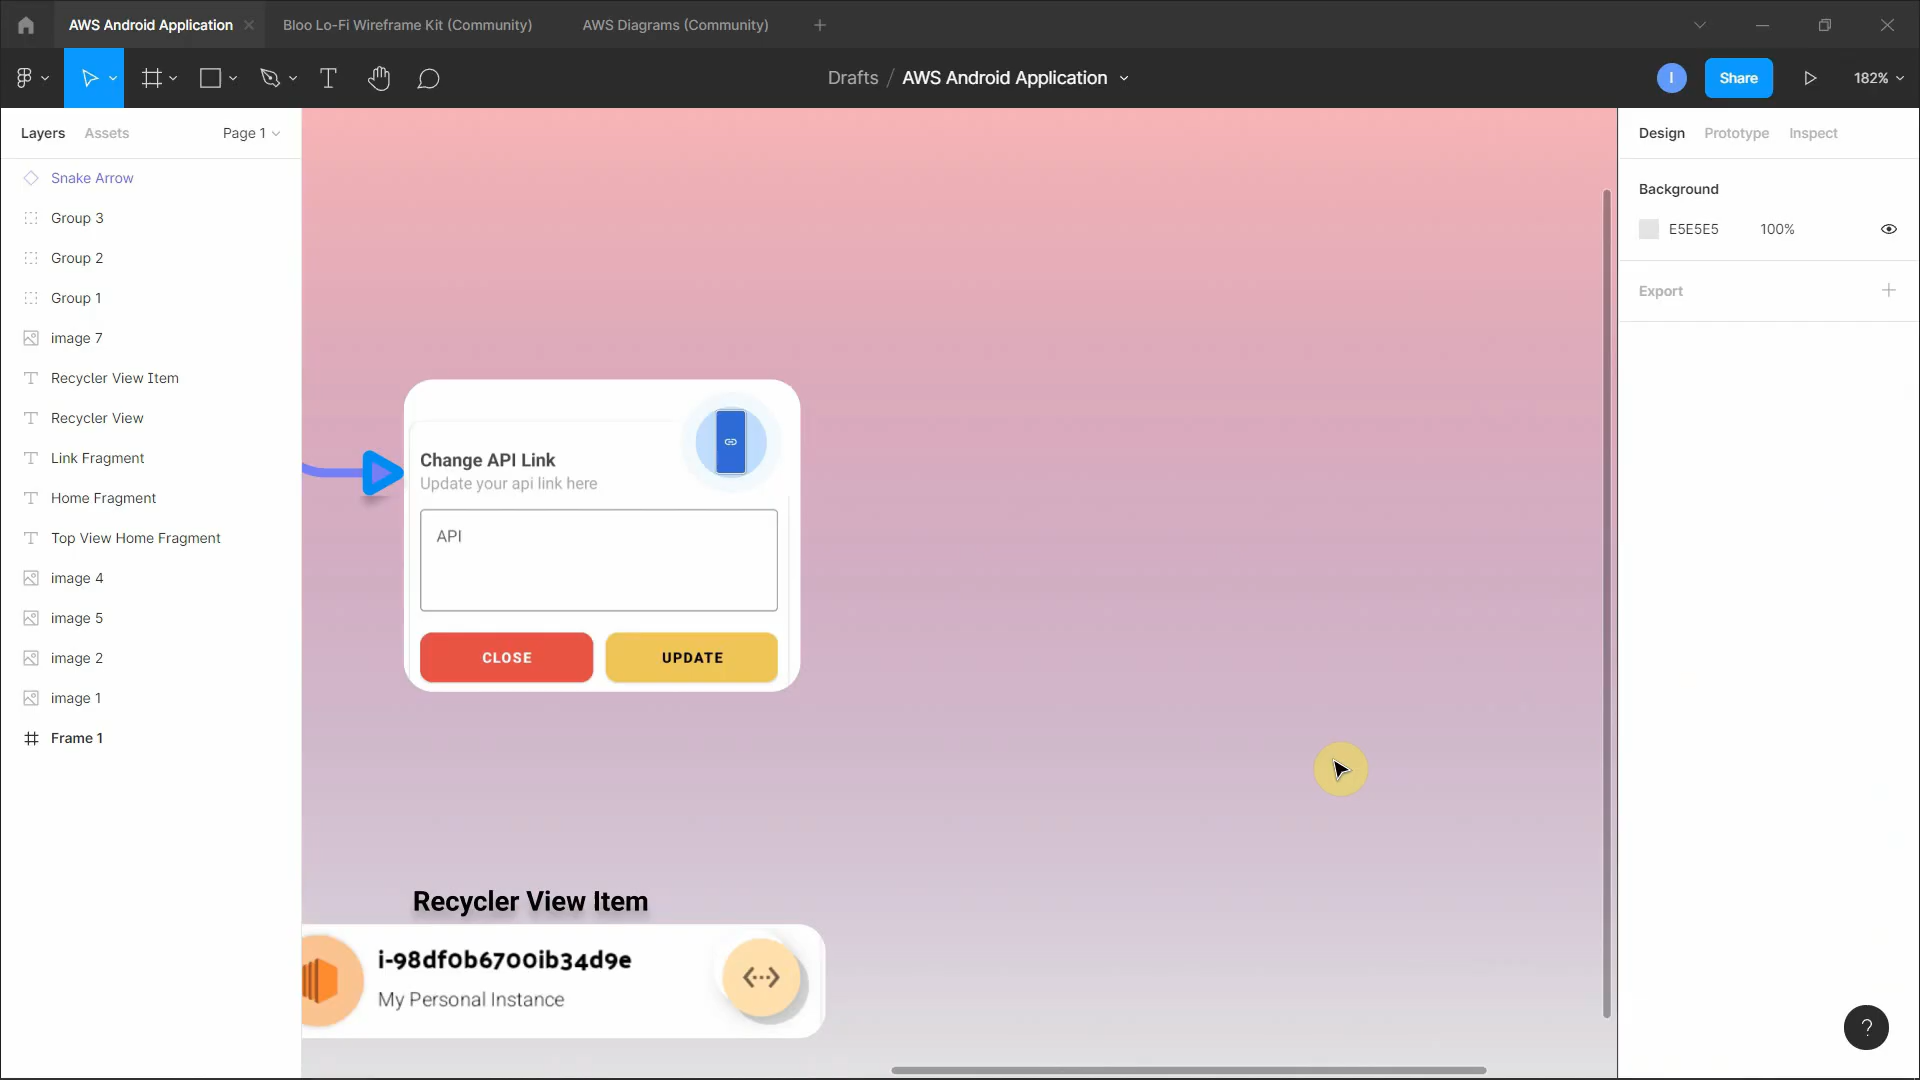 AWS Android Application
Bloo Lo-Fi Wireframe Kit (Community)
AWS Diagrams (Community)
Drafts / AWS Android Application
I
Share
182%
Layers
Assets
Page 1
Snake Arrow
Group 3
Group 2
Group 1
image 7
Recycler View Item
Recycler View
Link Fragment
Home Fragment
Top View Home Fragment
image 4
image 5
image 2
image 1
Frame 1
Change API Link
Update your api link here
API
CLOSE
UPDATE
Recycler View Item
i-98df0b6700ib34d9e
My Personal Instance
Design
Prototype
Inspect
Background
E5E5E5
100%
Export
?